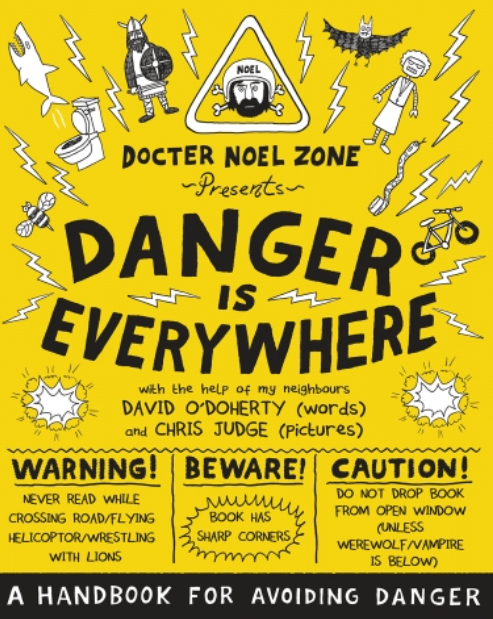 NOEL
DOCTER NOEL ZONE
~Presents~
DANGER
IS
EVERYWHERE
with the help of my neighbours
DAVID O'DOHERTY (words)
and CHRIS JUDGE (pictures)
WARNING!
NEVER READ WHILE
CROSSING ROAD/FLYING
HELICOPTOR/WRESTLING
WITH LIONS
BEWARE!
BOOK HAS
SHARP CORNERS
CAUTION!
DO NOT DROP BOOK
FROM OPEN WINDOW
(UNLESS
WEREWOLF/VAMPIRE
IS BELOW)
A HANDBOOK FOR AVOIDING DANGER